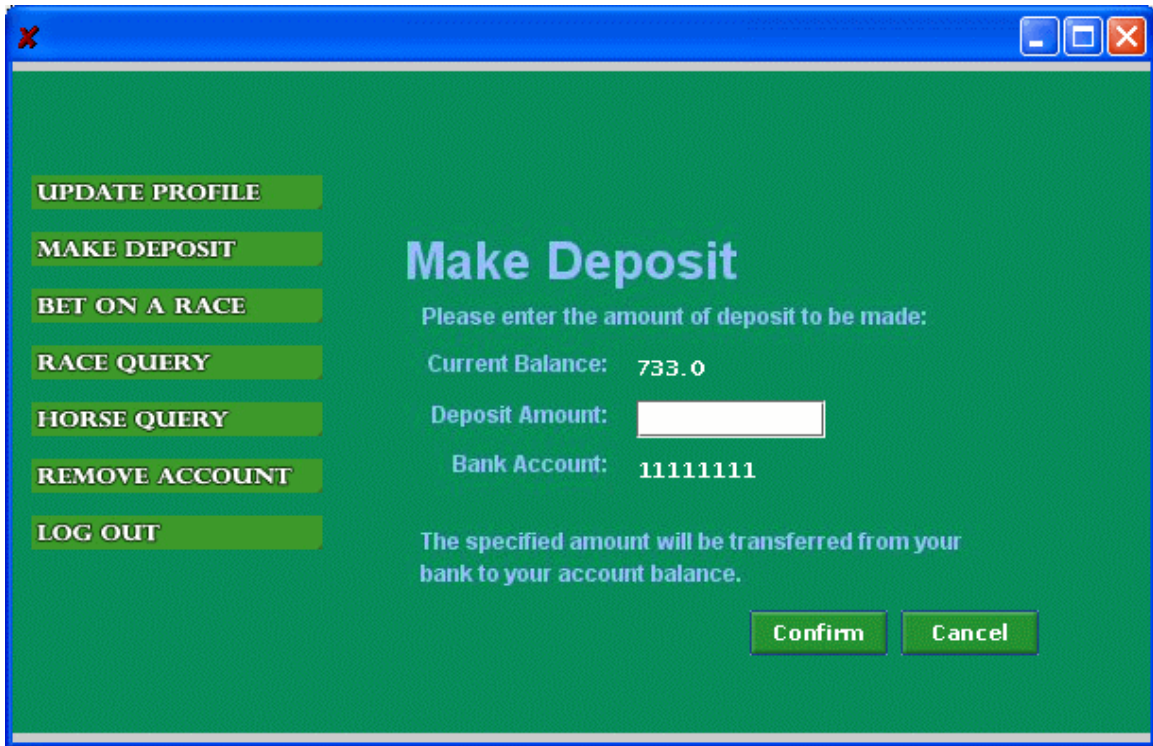 UPDATE PROFILE
MAKE DEPOSIT
BET ON A RACE
RACE QUERY
HORSE QUERY
REMOVE ACCOUNT
LOG OUT
Make Deposit
Please enter the amount of deposit to be made:
Current Balance: 733.0
Deposit Amount:
Bank Account: 11111111
The specified amount will be transferred from your
bank to your account balance.
Confirm Cancel